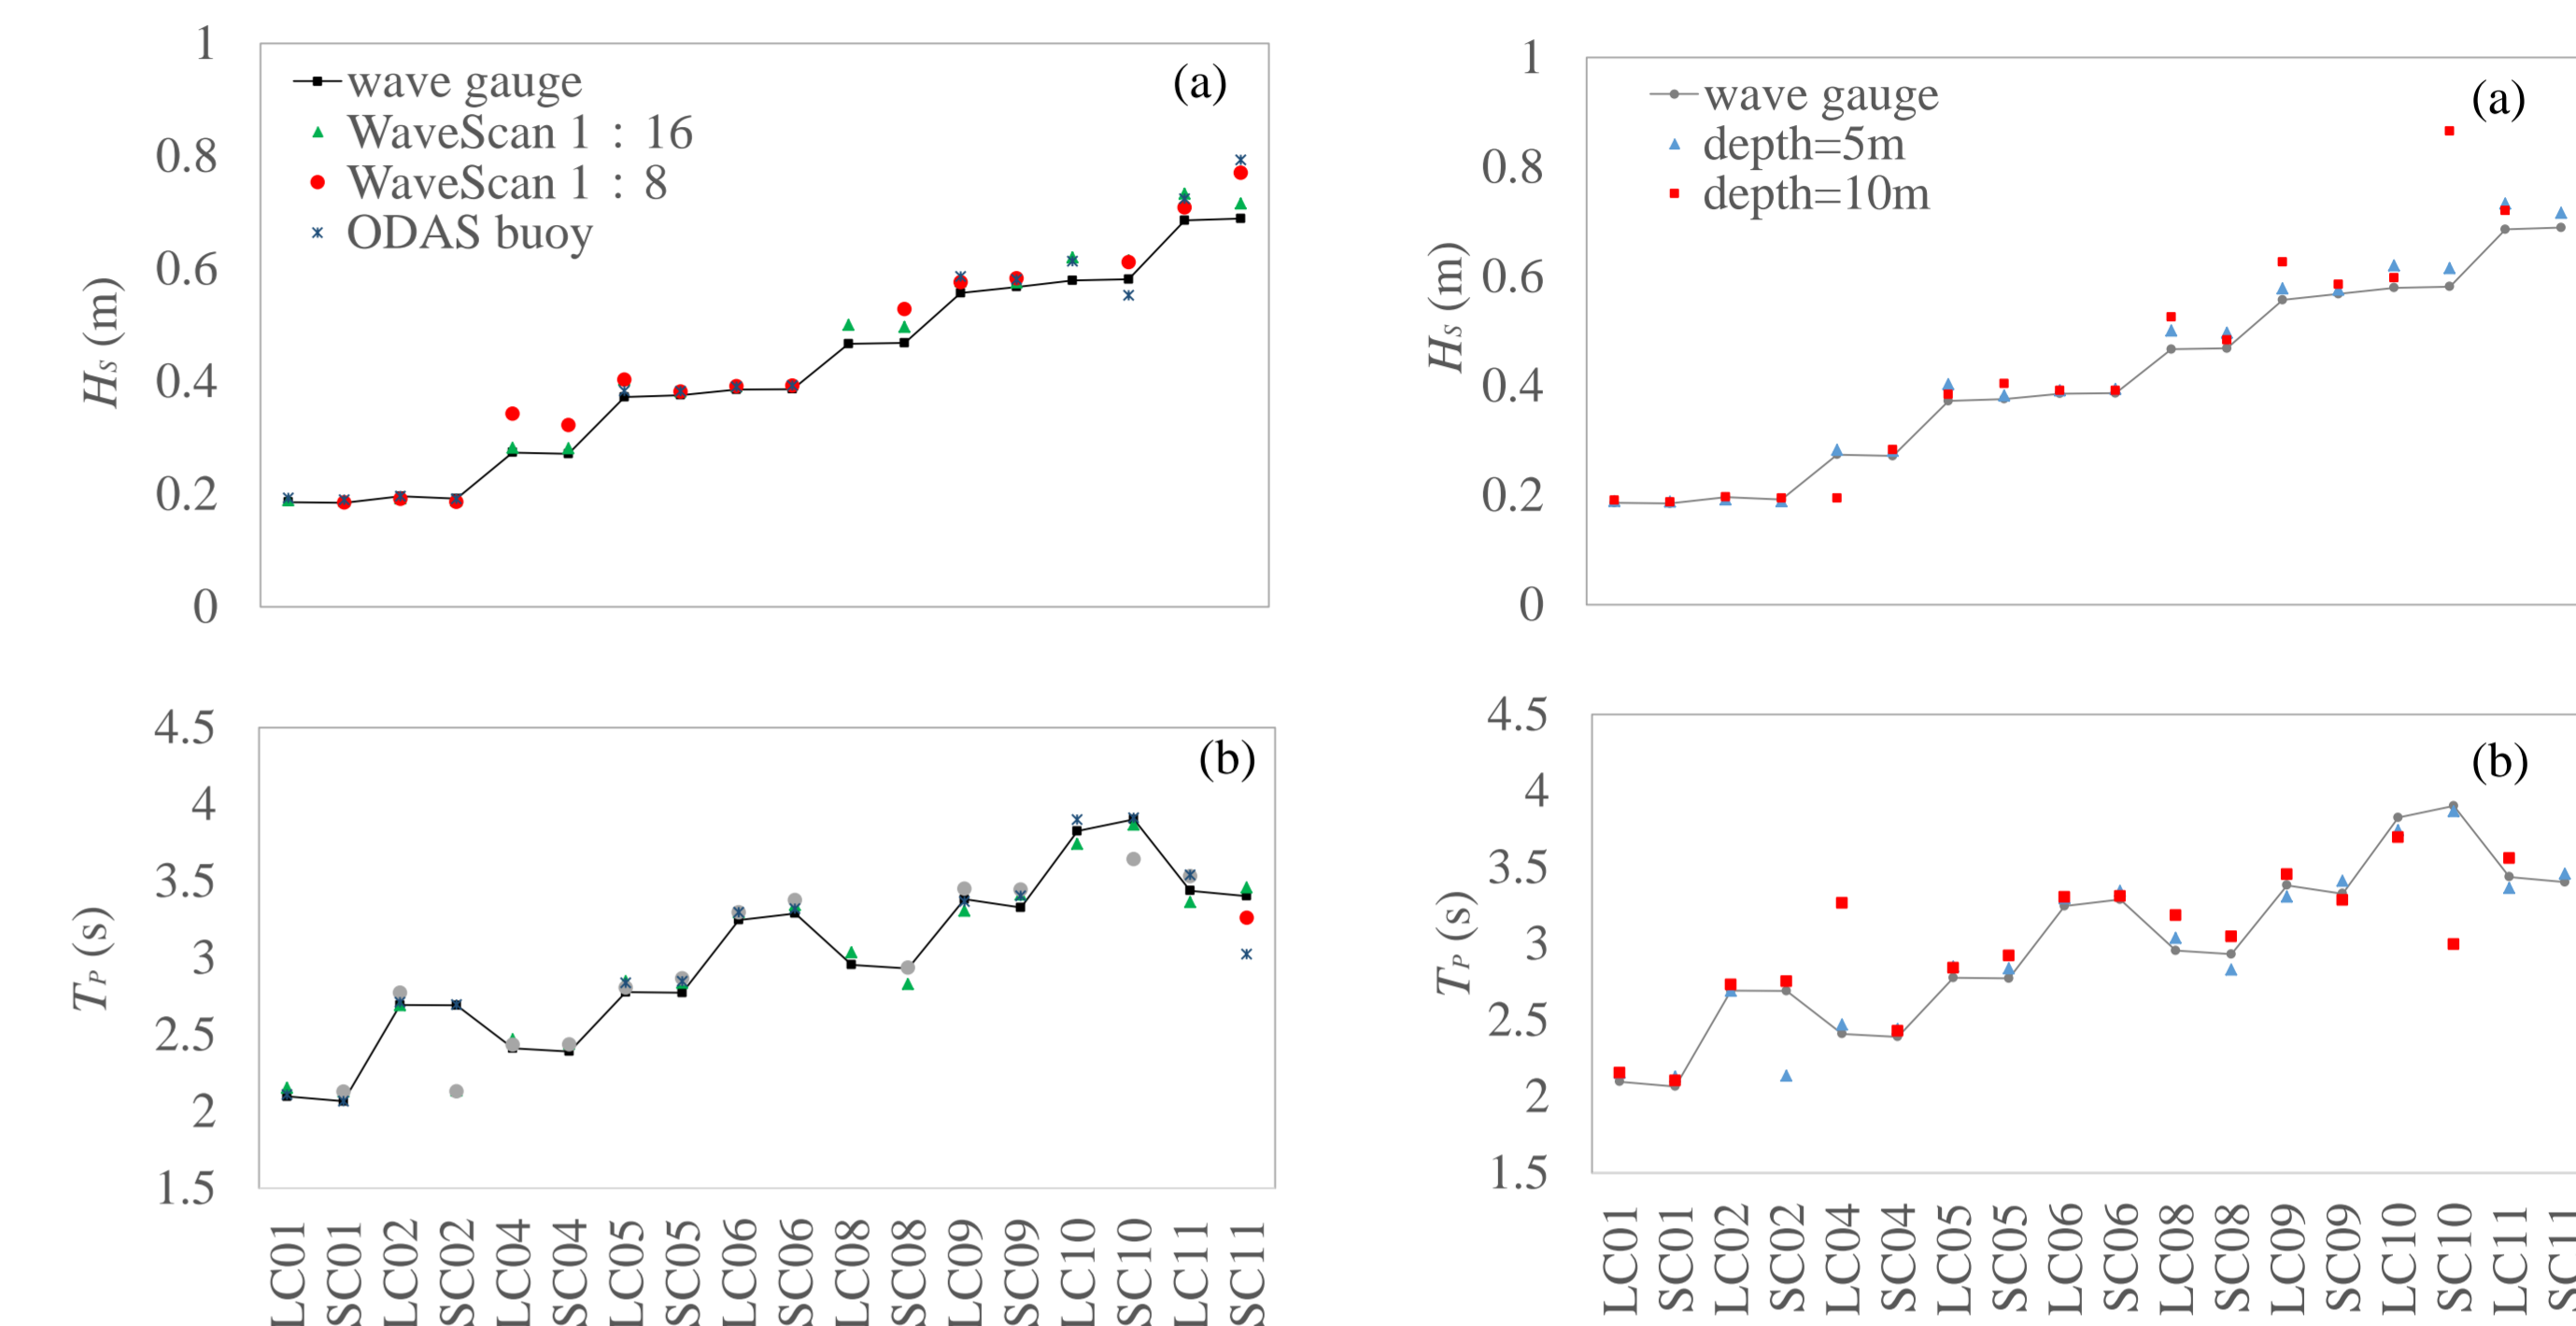 1
0.8
0.6
0.4
0.2
0
Hs (m)
wave gauge
WaveScan 1 : 16
WaveScan 1 : 8
ODAS buoy
(a)
1
0.8
0.6
0.4
0.2
0
Hs (m)
wave gauge
depth=5m
depth=10m
(a)
4.5
4
3.5
3
2.5
2
1.5
TP (s)
(b)
LC01
SC01
LC02
SC02
LC04
SC04
LC05
SC05
LC06
SC06
LC08
SC08
LC09
SC09
LC10
SC10
LC11
SC11
4.5
4
3.5
3
2.5
2
1.5
TP (s)
(b)
LC01
SC01
LC02
SC02
LC04
SC04
LC05
SC05
LC06
SC06
LC08
SC08
LC09
SC09
LC10
SC10
LC11
SC11